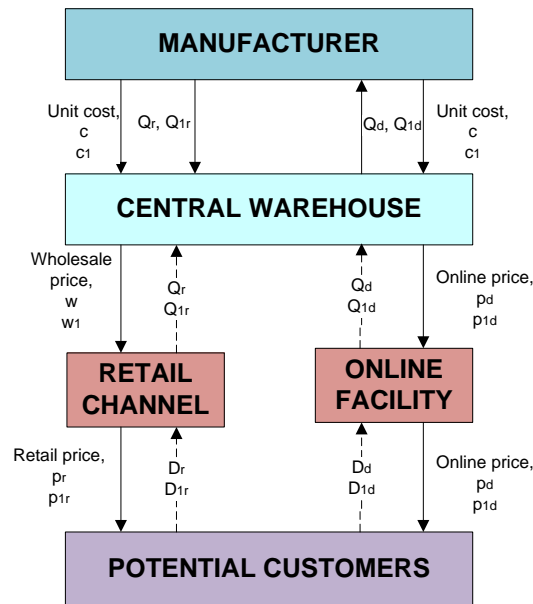 MANUFACTURER
Unit cost,
c
c1
Qr, Q1r
Qd, Q1d
Unit cost,
c
c1
CENTRAL WAREHOUSE
Wholesale
price,
w
w1
Qr
Q1r
Qd
Q1d
Online price,
pd
p1d
RETAIL
CHANNEL
ONLINE
FACILITY
Retail price,
pr
p1r
Dr
D1r
Dd
D1d
Online price,
pd
p1d
POTENTIAL CUSTOMERS